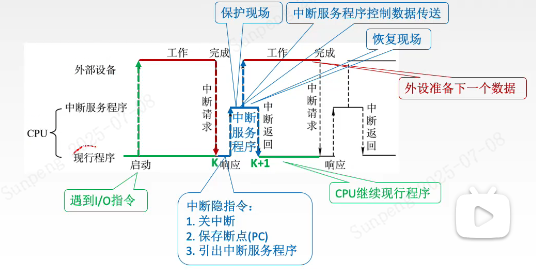 保护现场
中断服务程序控制数据传送
恢复现场
工作
完成
工作
完成
外部设备
外设准备下一个数据
中断请求
中断服务程序
中断返回
中断请求
中断返回
中断服务程序
CPU
现行程序
启动
K
响应
K+1
响应
遇到I/O指令
中断隐指令:
1. 关中断
2. 保存断点(PC)
3. 引出中断服务程序
CPU继续现行程序